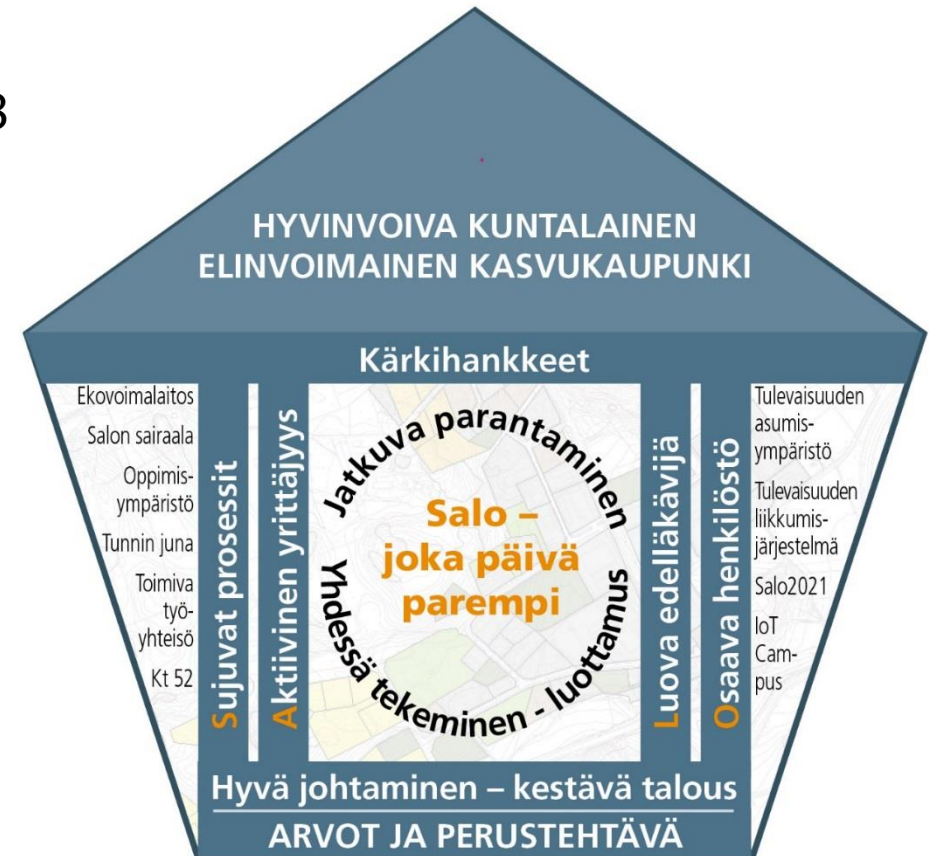 3
HYVINVOIVA KUNTALAINEN
ELINVOIMAINEN KASVUKAUPUNKI
Kärkihankkeet
Ekovoimalaitos
Salon sairaala
Oppimis-
ympäristö
Tunnin juna
Toimiva
työ-
yhteisö
Kt 52
Sujuvat prosessit
Aktiivinen yrittäjyys
Jatkuva parantaminen
Salo –
joka päivä
parempi
Yhdessä tekeminen - luottamus
Luova edelläkävijä
Osaava henkilöstö
Tulevaisuuden
asumis-
ympäristö
Tulevaisuuden
liikkumis-
järjestelmä
Salo2021
IoT
Cam-
pus
Hyvä johtaminen – kestävä talous
ARVOT JA PERUSTEHTÄVÄ